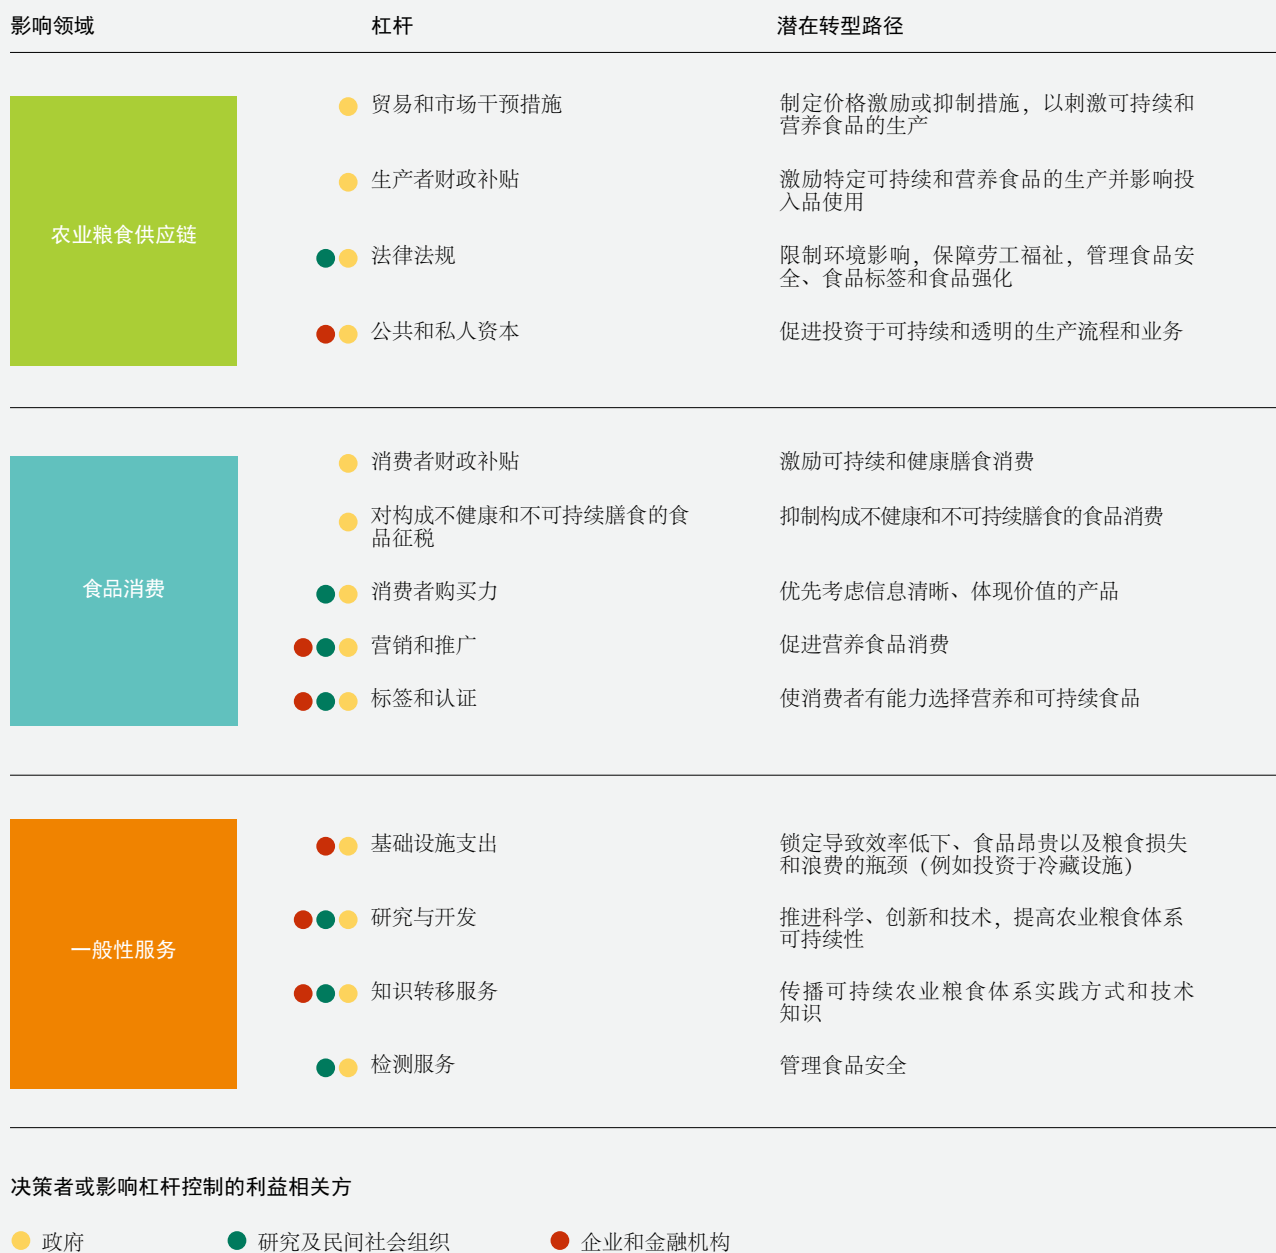 影响领域 杠杆 潜在转型路径
农业粮食供应链
贸易和市场干预措施 制定价格激励或抑制措施，以刺激可持续和
营养食品的生产
生产者财政补贴 激励特定可持续和营养食品的生产并影响投
入品使用
法律法规 限制环境影响，保障劳工福祉，管理食品安
全、食品标签和食品强化
公共和私人资本 促进投资于可持续和透明的生产流程和业务
食品消费
消费者财政补贴 激励可持续和健康膳食消费
对构成不健康和不可持续膳食的食 抑制构成不健康和不可持续膳食的食品消费
品征税
消费者购买力 优先考虑信息清晰、体现价值的产品
营销和推广 促进营养食品消费
标签和认证 使消费者有能力选择营养和可持续食品
一般性服务
基础设施支出 锁定导致效率低下、食品昂贵以及粮食损失
和浪费的瓶颈（例如投资于冷藏设施）
研究与开发 推进科学、创新和技术，提高农业粮食体系
可持续性
知识转移服务 传播可持续农业粮食体系实践方式和技术
知识
检测服务 管理食品安全
决策者或影响杠杆控制的利益相关方
政府 研究及民间社会组织 企业和金融机构